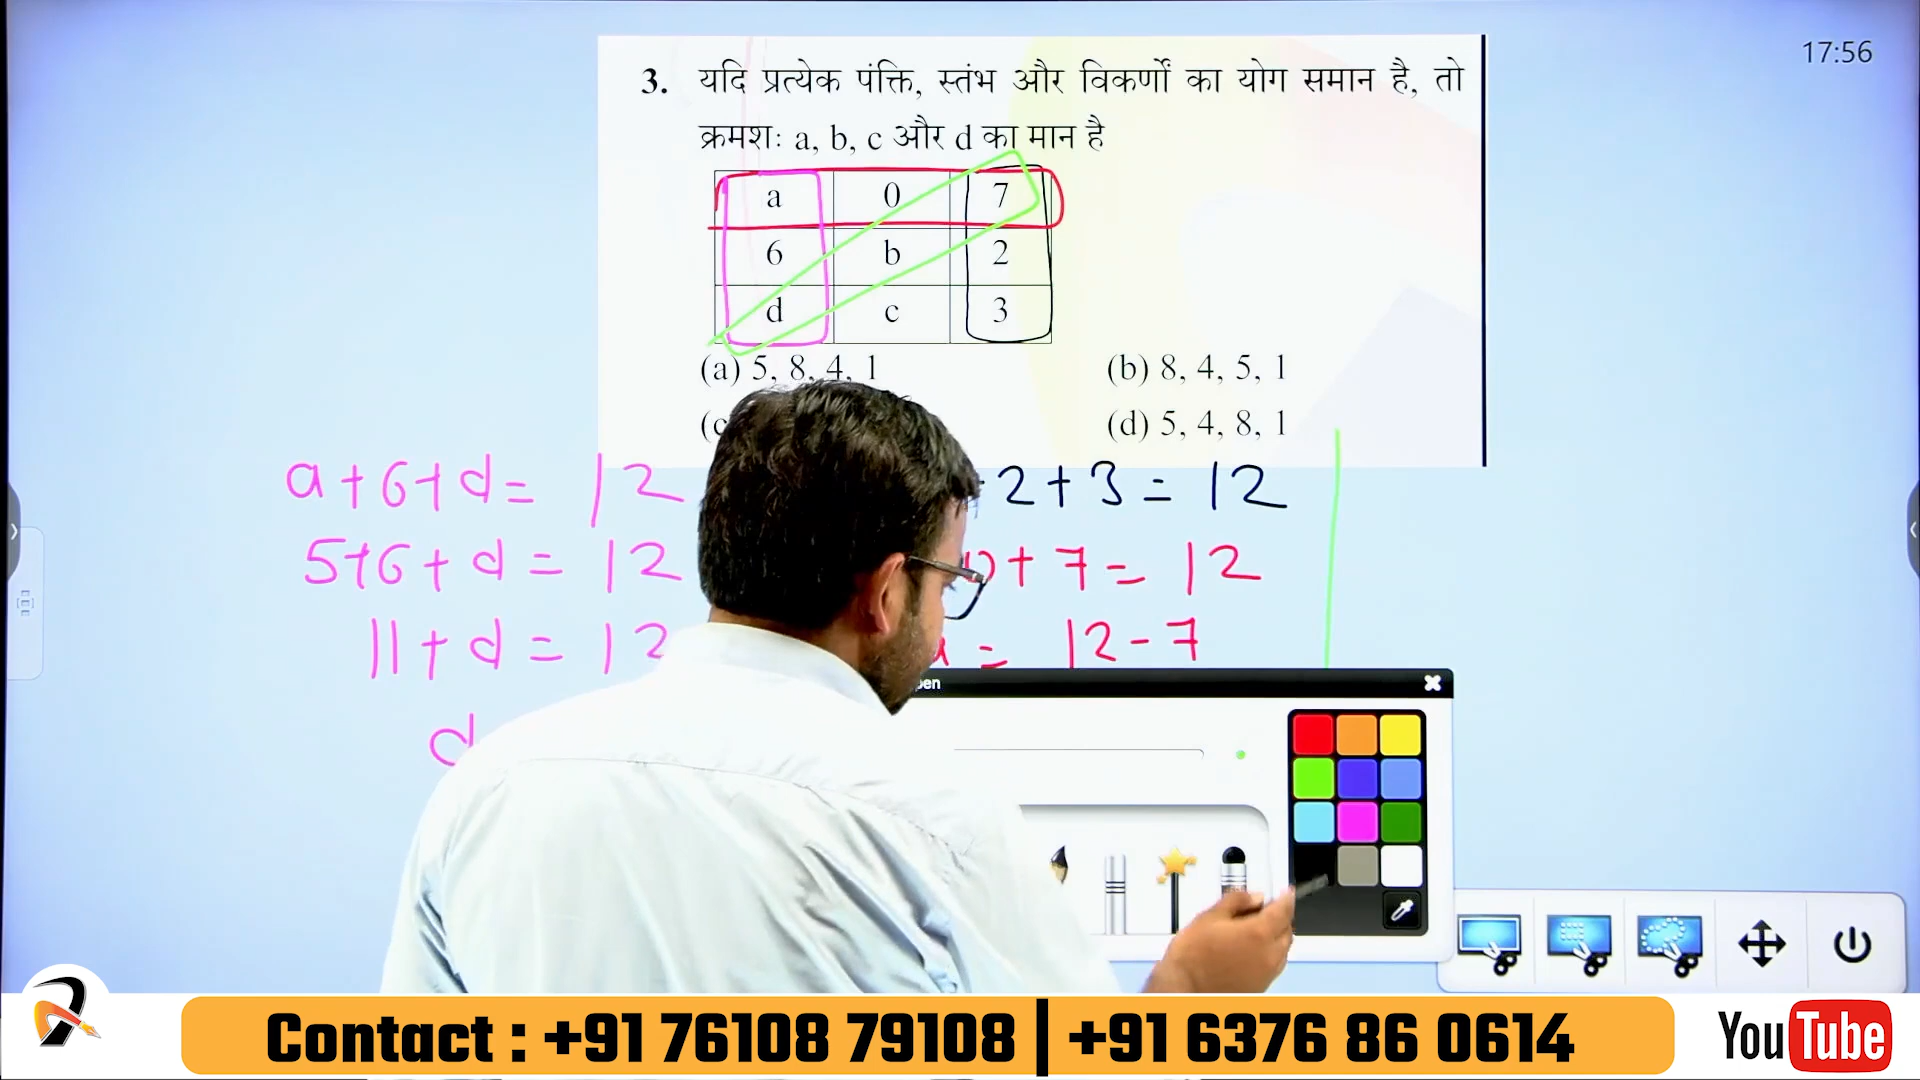 17:56
3. यदि प्रत्येक पंक्ति, स्तंभ और विकर्णों का योग समान है, तो
क्रमशः a, b, c और d का मान है
a 0 7
6 b 2
d c 3
(a) 5, 8, 4, 1 (b) 8, 4, 5, 1
(d) 5, 4, 8, 1
a+6+d= 12
2+3 = 12
5+6+d = 12
+ 7 = 12
11+d = 12
= 12-7
d
Contact : +91 76108 79108 | +91 6376 86 0614
YouTube